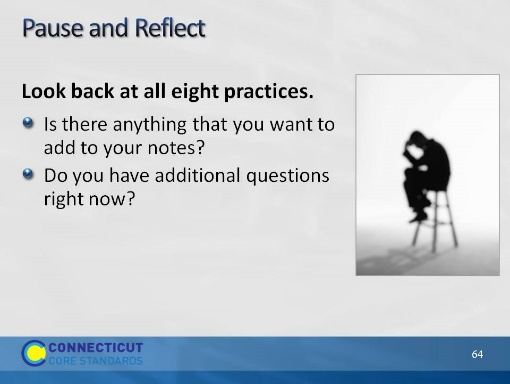 Pause and Reflect
Look back at all eight practices.
Is there anything that you want to
add to your notes?
Do you have additional questions
right now?
CONNECTICUT
CORE STANDARDS
64